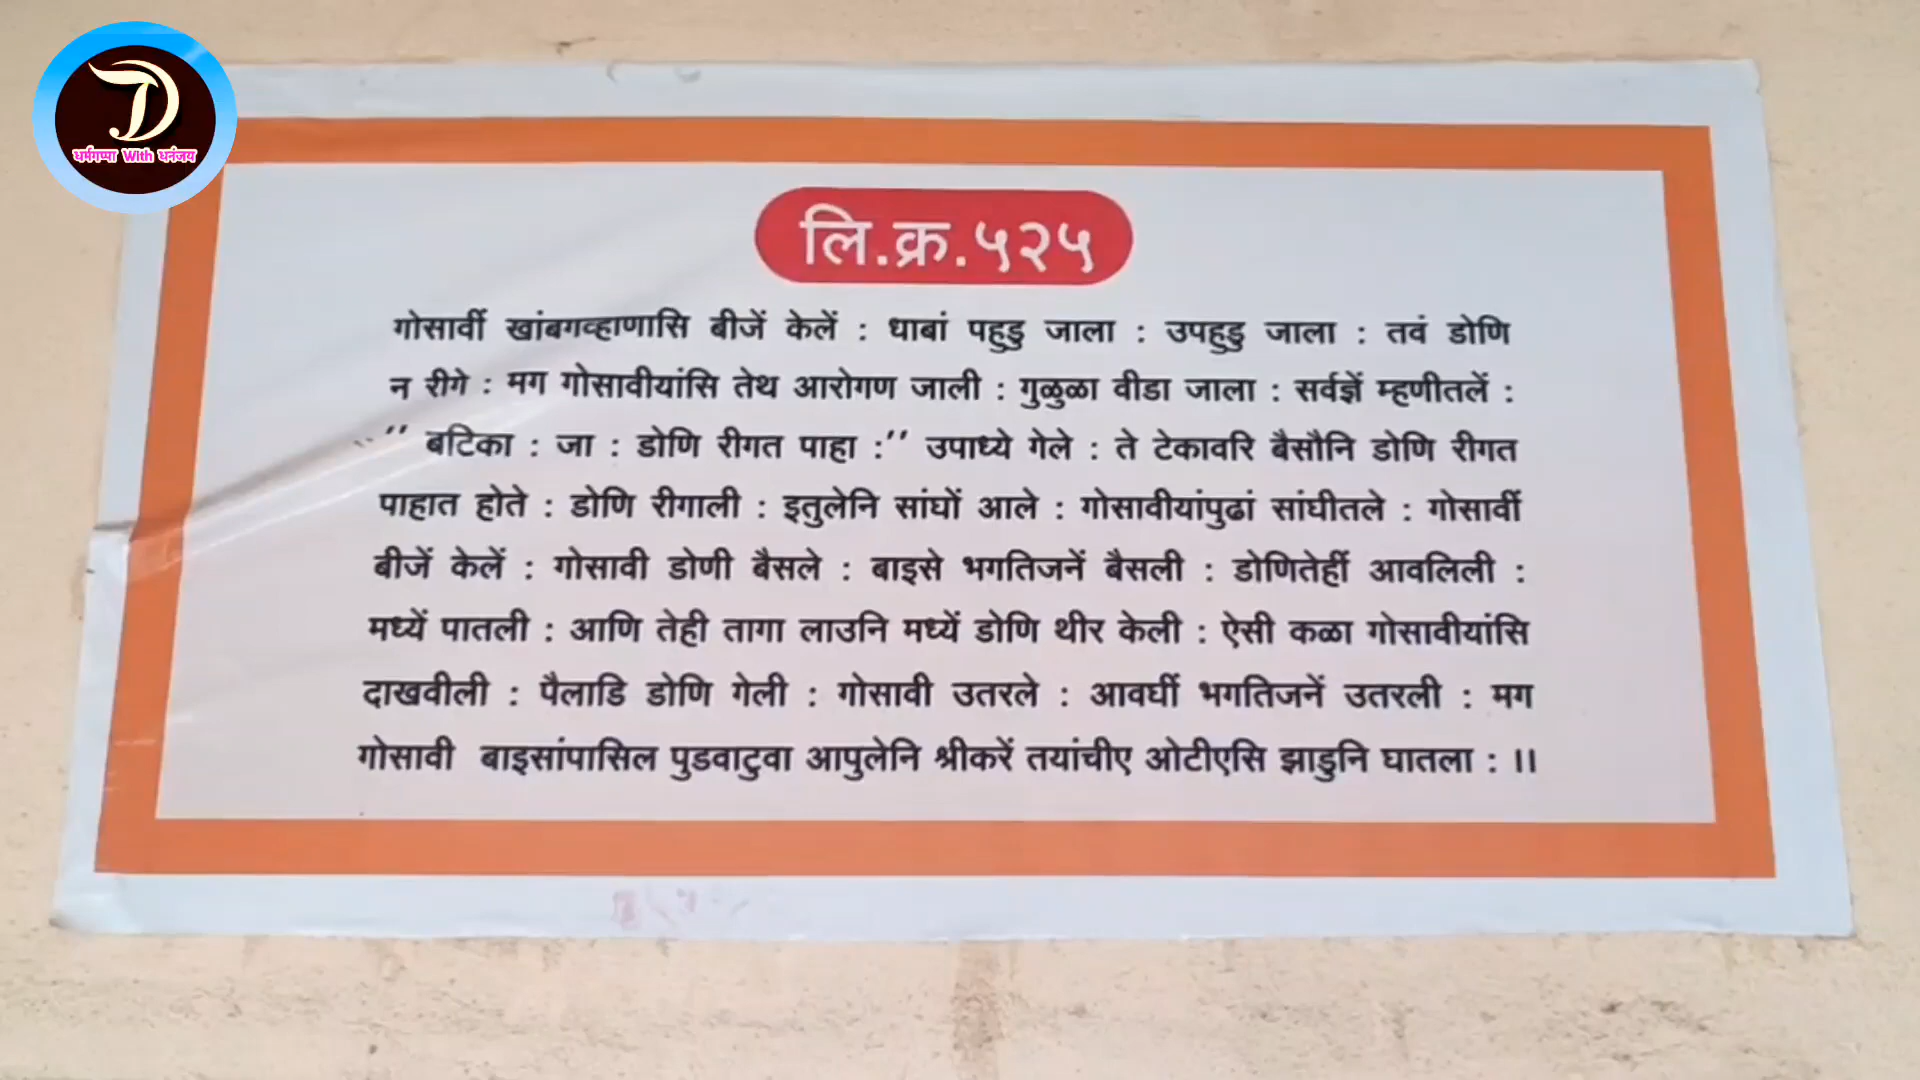 धर्मगप्पा With धनंजय
लि.क्र.५२५
गोसावीं खांबगव्हाणासि बीजें केलें : धाबां पहुडु जाला : उपहुडु जाला : तवं डोणि
न रीगे : मग गोसावीयांसि तेथ आरोगण जाली : गुळुळा वीडा जाला : सर्वज्ञें म्हणीतलें :
“ बटिका : जा : डोणि रीगत पाहा :” उपाध्ये गेले : ते टेकावरि बैसौनि डोणि रीगत
पाहात होते : डोणि रीगाली : इतुलेनि सांघों आले : गोसावीयांपुढां सांघीतले : गोसावीं
बीजें केलें : गोसावी डोणी बैसले : बाइसे भगतिजनें बैसली : डोणितेहीं आवलिली :
मध्यें पातली : आणि तेही तागा लाउनि मध्यें डोणि थीर केली : ऐसी कळा गोसावीयांसि
दाखवीली : पैलाडि डोणि गेली : गोसावी उतरले : आवघीं भगतिजनें उतरली : मग
गोसावी बाइसांपासिल पुडवाटुवा आपुलेनि श्रीकरें तयांचीए ओटीएसि झाडुनि घातला : ।।